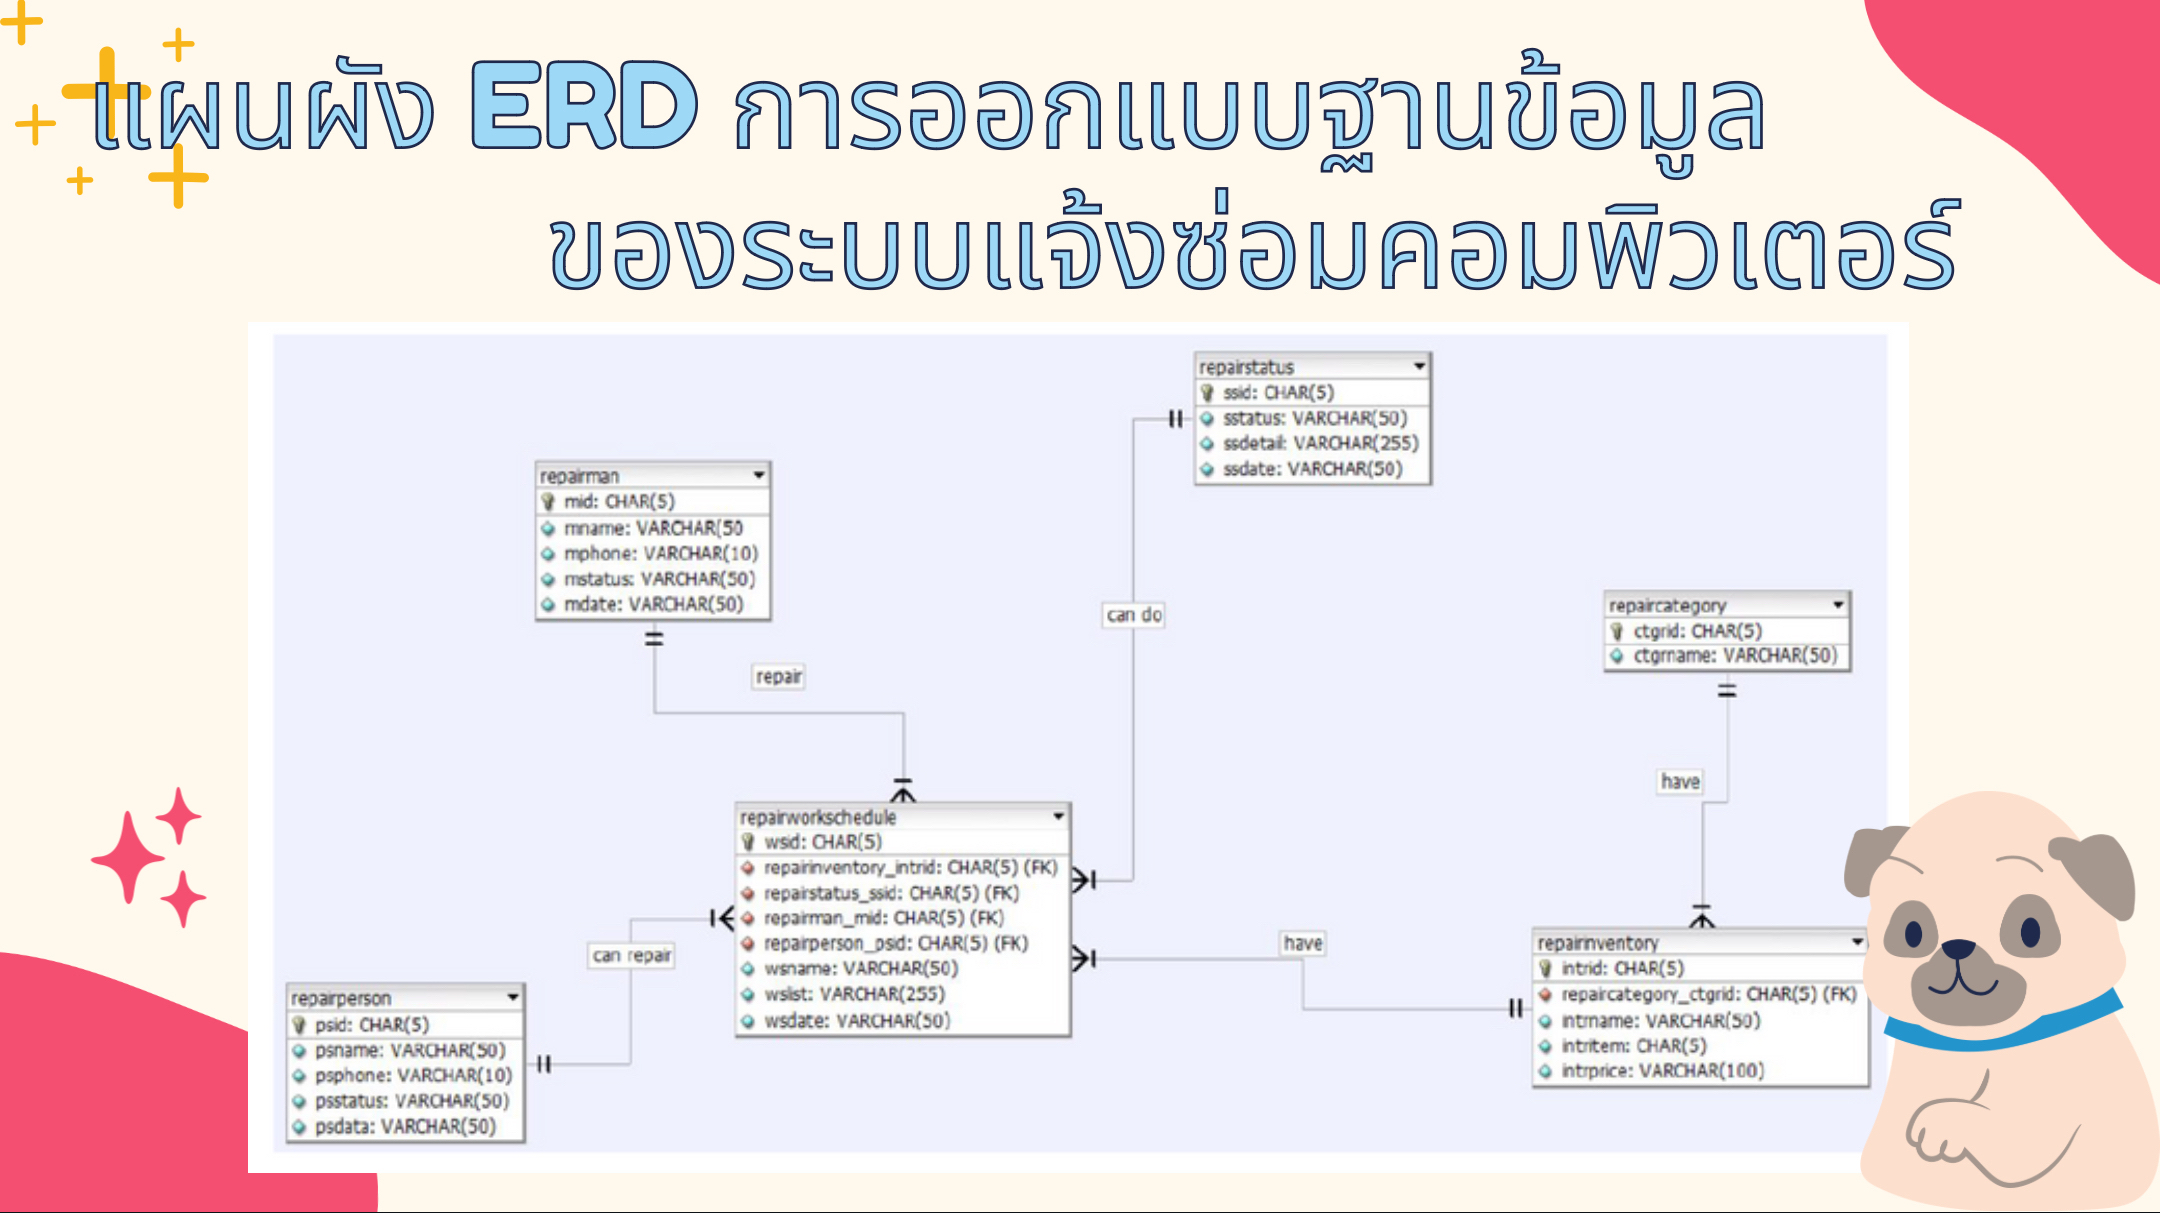 แผนผัง ERD การออกแบบฐานข้อมูล
ของระบบแจ้งซ่อมคอมพิวเตอร์
repairstatus
ssid: CHAR(5)
sstatus: VARCHAR(50)
ssdetail: VARCHAR(255)
ssdate: VARCHAR(50)
repairman
mid: CHAR(5)
mname: VARCHAR(50
mphone: VARCHAR(10)
mstatus: VARCHAR(50)
mdate: VARCHAR(50)
can do
repaircategory
ctgrid: CHAR(5)
ctgrname: VARCHAR(50)
repair
have
repairworkschedule
wsid: CHAR(5)
repairinventory_intrid: CHAR(5) (FK)
repairstatus_ssid: CHAR(5) (FK)
repairman_mid: CHAR(5) (FK)
repairperson_psid: CHAR(5) (FK)
wsname: VARCHAR(50)
wslist: VARCHAR(255)
wsdate: VARCHAR(50)
can repair
have
repairinventory
intrid: CHAR(5)
repaircategory_ctgrid: CHAR(5) (FK)
intrname: VARCHAR(50)
intritem: CHAR(5)
intrprice: VARCHAR(100)
repairperson
psid: CHAR(5)
psname: VARCHAR(50)
psphone: VARCHAR(10)
psstatus: VARCHAR(50)
psdata: VARCHAR(50)